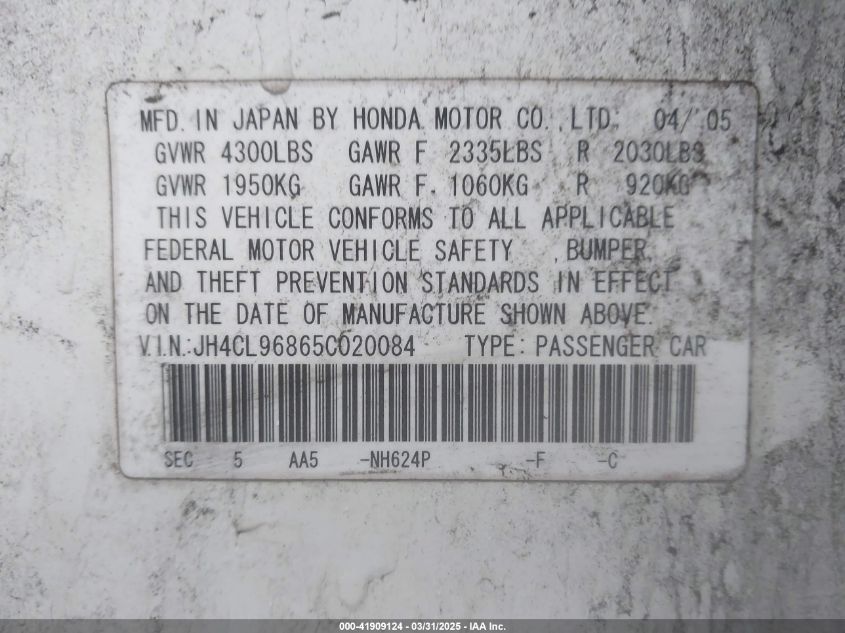 MFD. IN JAPAN BY HONDA MOTOR CO., LTD. 04/ 05
GVWR 4300LBS GAWR F 2335LBS R 2030LBS
GVWR 1950KG GAWR F. 1060KG R 920KG
THIS VEHICLE CONFORMS TO ALL APPLICABLE
FEDERAL MOTOR VEHICLE SAFETY , BUMPER,
AND THEFT PREVENTION STANDARDS IN EFFECT
ON THE DATE OF MANUFACTURE SHOWN ABOVE.
V.I.N.:JH4CL96865C020084 TYPE: PASSENGER CAR
SEC 5 AA5 -NH624P -F -C
000-41909124 - 03/31/2025 - IAA Inc.